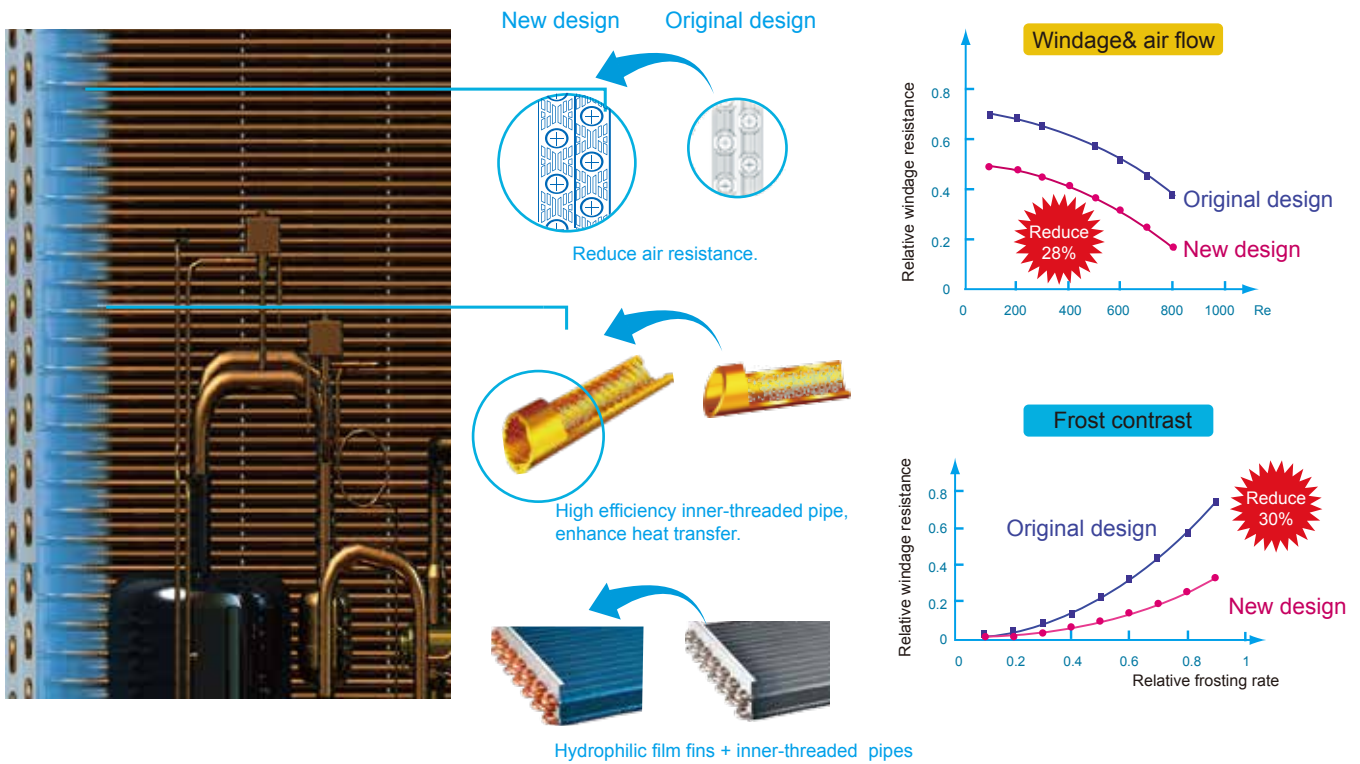 New design
Original design
Reduce air resistance.
High efficiency inner-threaded pipe,
enhance heat transfer.
Hydrophilic film fins + inner-threaded pipes
Windage& air flow
Relative windage resistance
0.8
0.6
0.4
0.2
0
0
200
400
600
800
1000
Re
Original design
New design
Reduce
28%
Frost contrast
Relative windage resistance
0.8
0.6
0.4
0.2
0
0
0.2
0.4
0.6
0.8
1
Relative frosting rate
Original design
New design
Reduce
30%